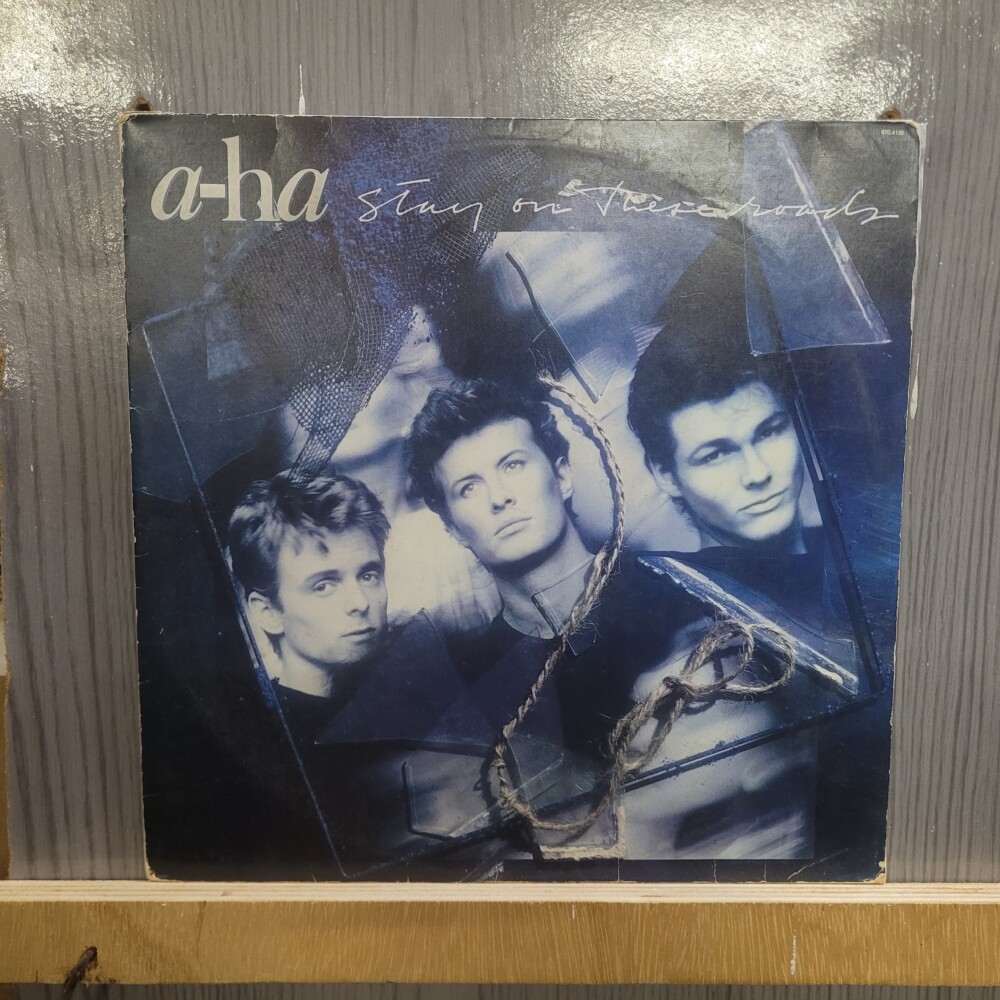 a-ha stay on these roads